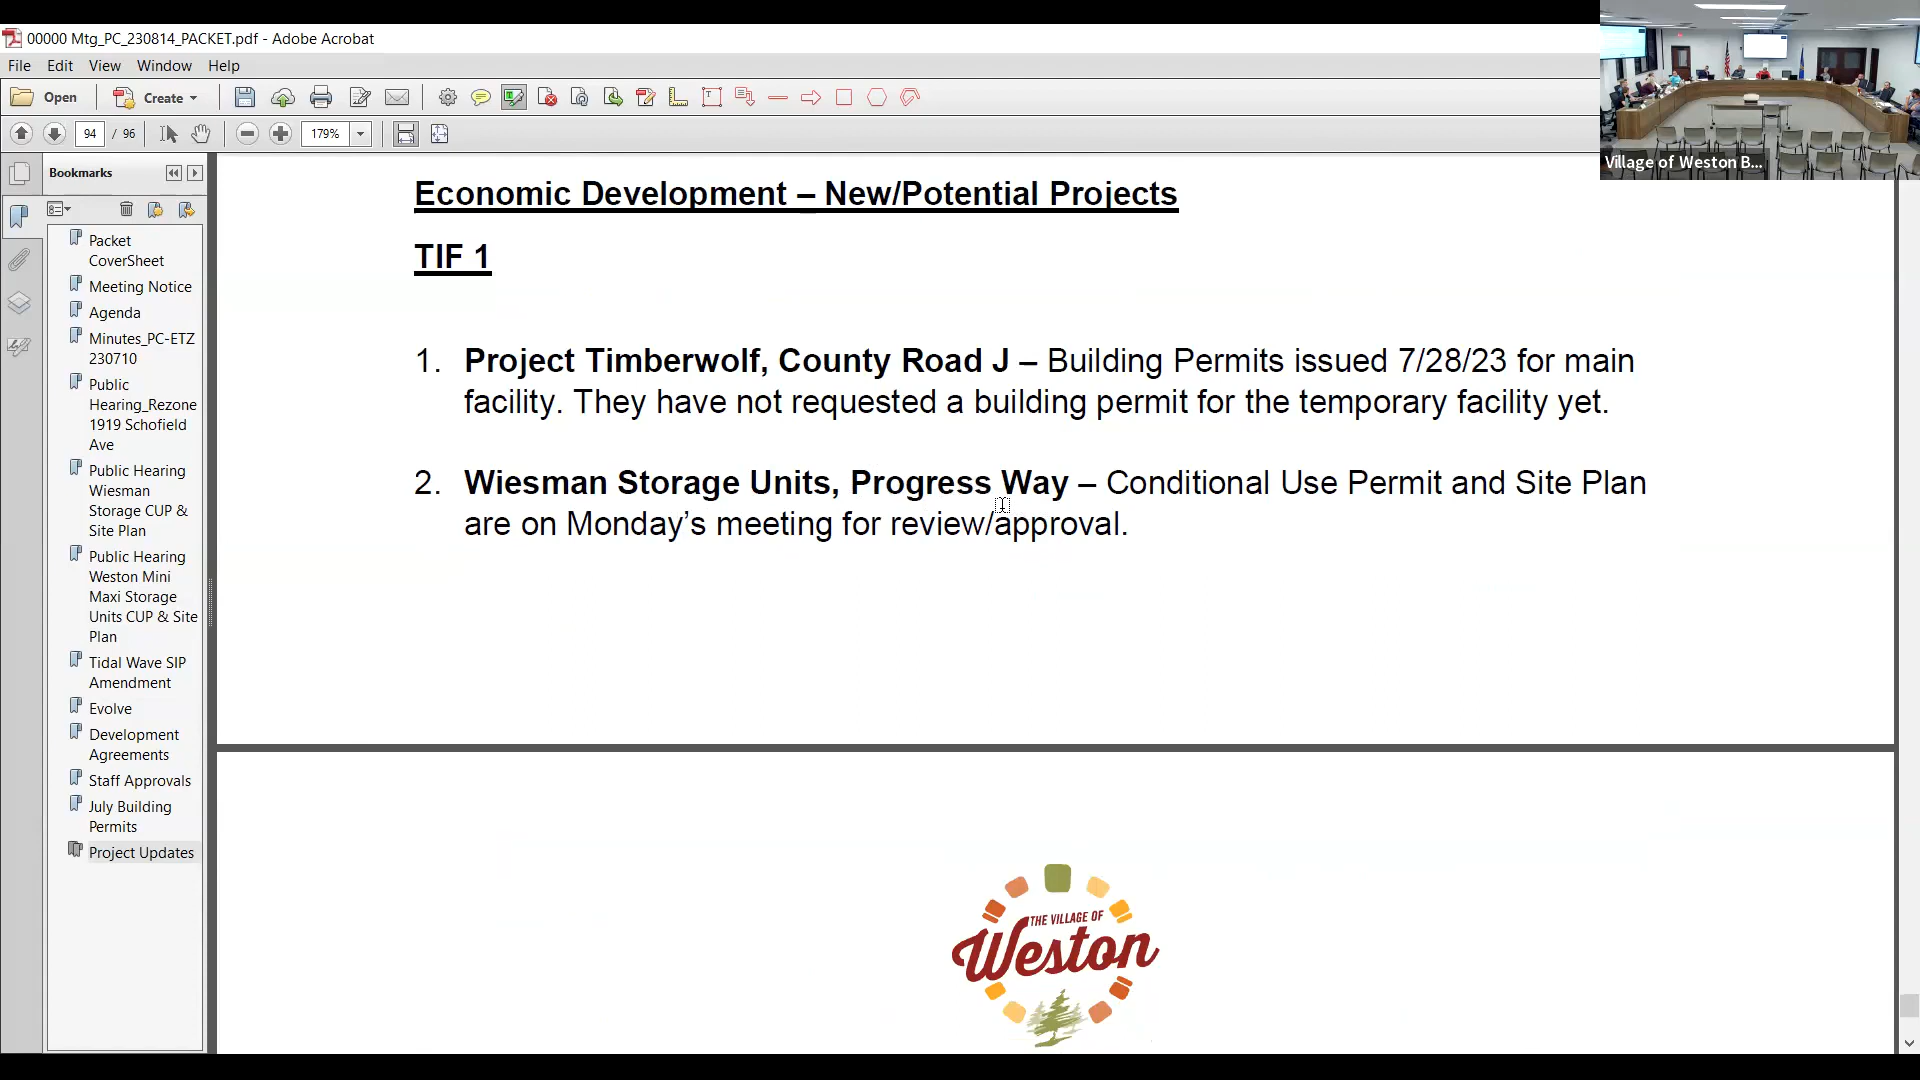 00000 Mtg_PC_230814_PACKET.pdf - Adobe Acrobat
File Edit View Window Help
Open Create
94 / 96 179%
Village of Weston B...
Bookmarks
Packet
CoverSheet
Meeting Notice
Agenda
Minutes_PC-ETZ
230710
Public
Hearing_Rezone
1919 Schofield
Ave
Public Hearing
Wiesman
Storage CUP &
Site Plan
Public Hearing
Weston Mini
Maxi Storage
Units CUP & Site
Plan
Tidal Wave SIP
Amendment
Evolve
Development
Agreements
Staff Approvals
July Building
Permits
Project Updates
Economic Development – New/Potential Projects
TIF 1
1. Project Timberwolf, County Road J – Building Permits issued 7/28/23 for main
facility. They have not requested a building permit for the temporary facility yet.
2. Wiesman Storage Units, Progress Way – Conditional Use Permit and Site Plan
are on Monday's meeting for review/approval.
THE VILLAGE OF
Weston